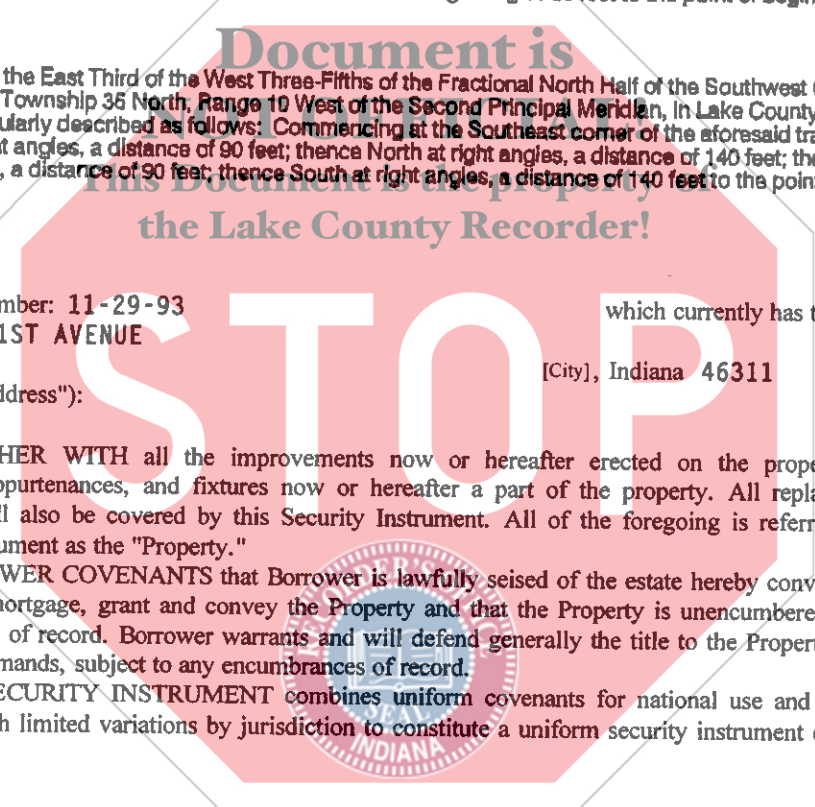 Document is
the East Third of the West Three-Fifths of the Fractional North Half of the Southwest
Township 36 North, Range 10 West of the Second Principal Meridian, in Lake County
ularly described as follows: Commencing at the Southeast corner of the aforesaid tra
t angles, a distance of 90 feet; thence North at right angles, a distance of 140 feet; the
, a distance of 90 feet; thence South at right angles, a distance of 140 feet to the poin
NOT OFFICIAL
This Document is the property of
the Lake County Recorder!
STOP
mber: 11-29-93
which currently has t
1ST AVENUE
[City], Indiana 46311
ddress"):
HER WITH all the improvements now or hereafter erected on the prope
ppurtenances, and fixtures now or hereafter a part of the property. All repla
ll also be covered by this Security Instrument. All of the foregoing is referr
ument as the "Property."
WER COVENANTS that Borrower is lawfully seised of the estate hereby conv
mortgage, grant and convey the Property and that the Property is unencumbere
of record. Borrower warrants and will defend generally the title to the Propert
mands, subject to any encumbrances of record.
ECURITY INSTRUMENT combines uniform covenants for national use and
h limited variations by jurisdiction to constitute a uniform security instrument
SEAL
INDIANA